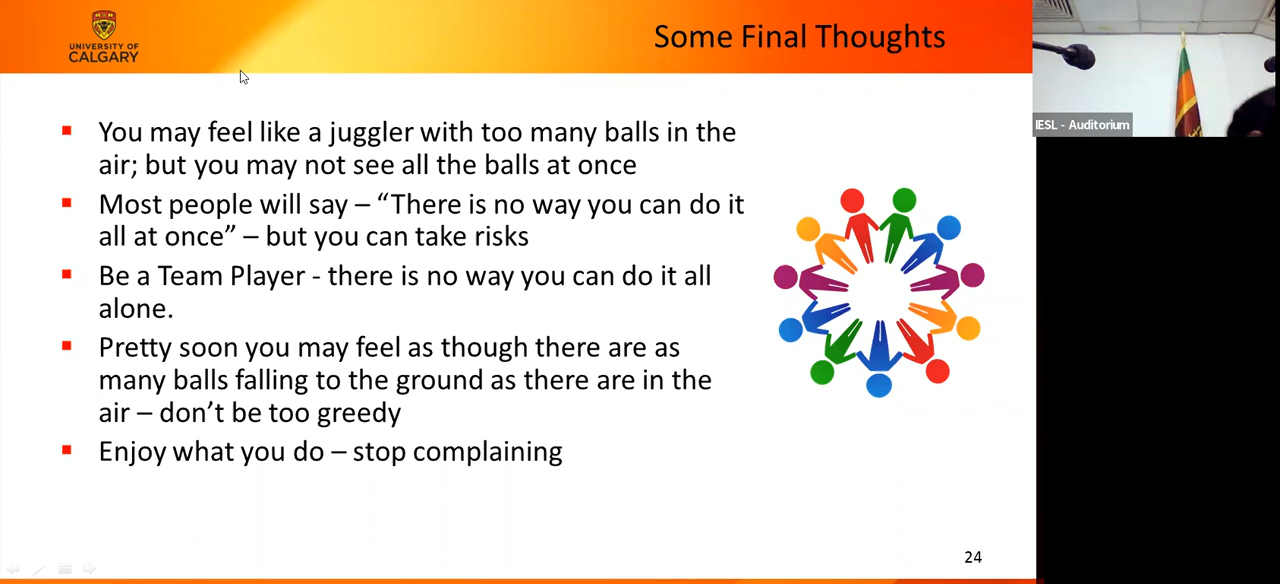 UNIVERSITY OF
CALGARY
Some Final Thoughts
IESL - Auditorium
You may feel like a juggler with too many balls in the
air; but you may not see all the balls at once
Most people will say – “There is no way you can do it
all at once” – but you can take risks
Be a Team Player - there is no way you can do it all
alone.
Pretty soon you may feel as though there are as
many balls falling to the ground as there are in the
air – don’t be too greedy
Enjoy what you do – stop complaining
24